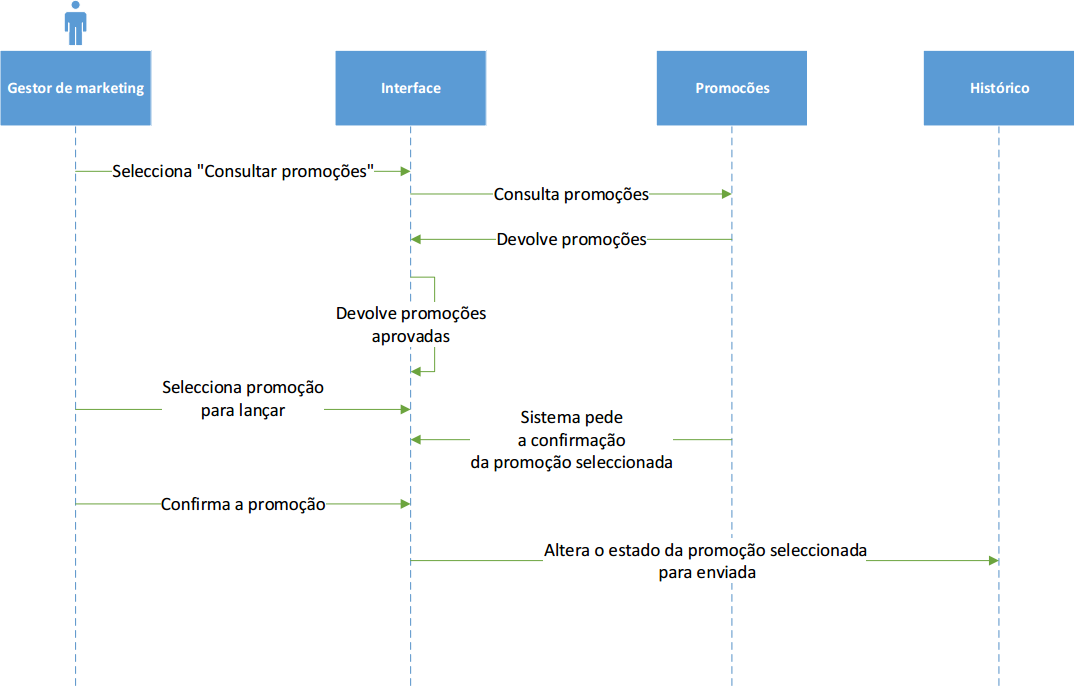 Gestor de marketing
Interface
Promocões
Histórico
Selecciona "Consultar promoções"
Consulta promoções
Devolve promoções
Devolve promoções
aprovadas
Selecciona promoção
para lançar
Sistema pede
a confirmação
da promoção seleccionada
Confirma a promoção
Altera o estado da promoção seleccionada
para enviada